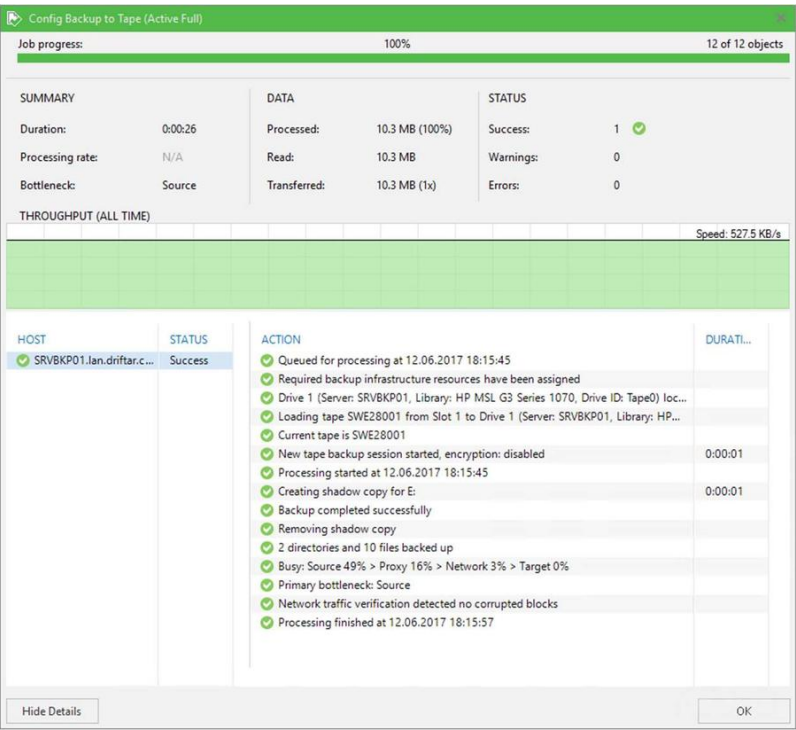 Config Backup to Tape (Active Full)
Job progress: 100% 12 of 12 objects
SUMMARY DATA STATUS
Duration: 0:00:26 Processed: 10.3 MB (100%) Success: 1
Processing rate: N/A Read: 10.3 MB Warnings: 0
Bottleneck: Source Transferred: 10.3 MB (1x) Errors: 0
THROUGHPUT (ALL TIME)
Speed: 527.5 KB/s
HOST STATUS ACTION DURATI...
SRVBKP01.lan.driftar.c... Success Queued for processing at 12.06.2017 18:15:45
Required backup infrastructure resources have been assigned
Drive 1 (Server: SRVBKP01, Library: HP MSL G3 Series 1070, Drive ID: Tape0) loc...
Loading tape SWE28001 from Slot 1 to Drive 1 (Server: SRVBKP01, Library: HP...
Current tape is SWE28001
New tape backup session started, encryption: disabled 0:00:01
Processing started at 12.06.2017 18:15:45
Creating shadow copy for E: 0:00:01
Backup completed successfully
Removing shadow copy
2 directories and 10 files backed up
Busy: Source 49% > Proxy 16% > Network 3% > Target 0%
Primary bottleneck: Source
Network traffic verification detected no corrupted blocks
Processing finished at 12.06.2017 18:15:57
Hide Details OK